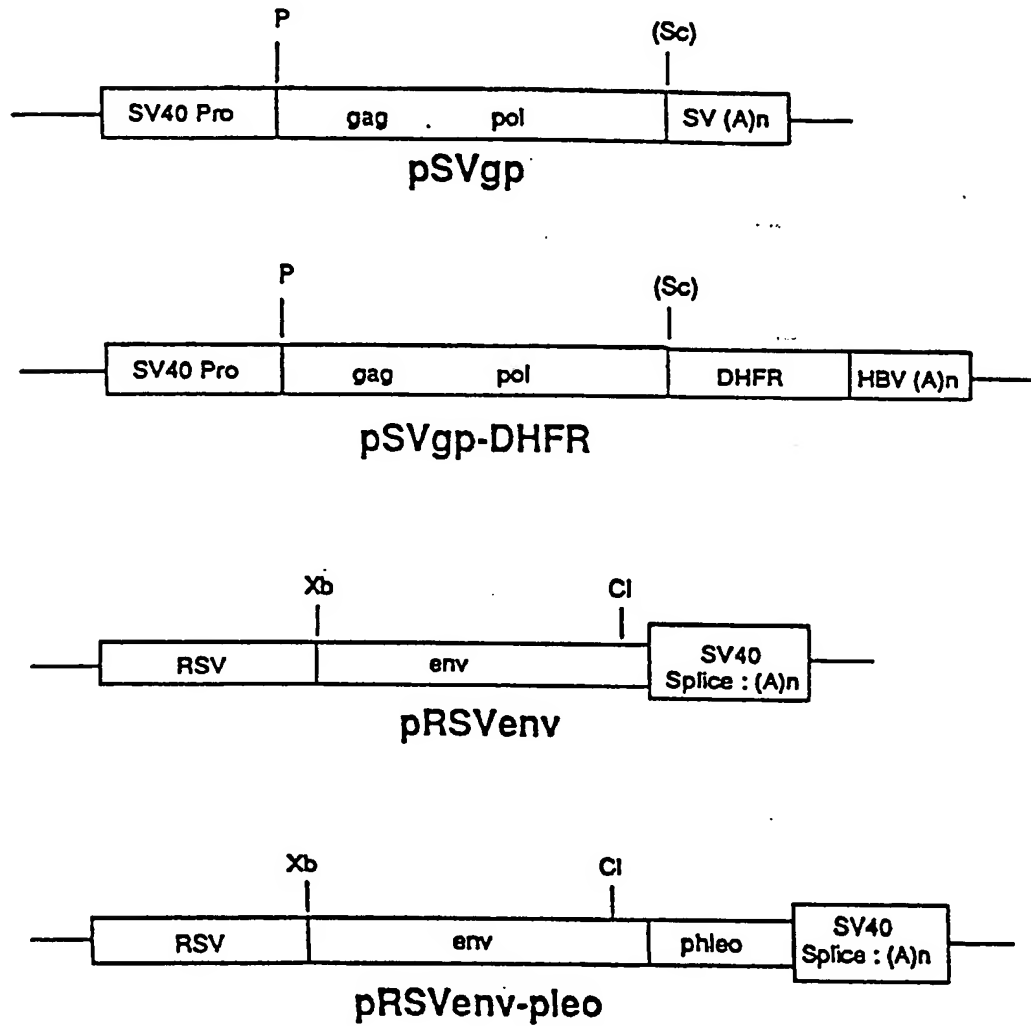 P (Sc)
SV40 Pro gag pol SV (A)n
pSVgp
P (Sc)
SV40 Pro gag pol DHFR HBV (A)n
pSVgp-DHFR
Xb Cl
RSV env SV40
Splice : (A)n
pRSVenv
Xb Cl
RSV env phleo SV40
Splice : (A)n
pRSVenv-pleo